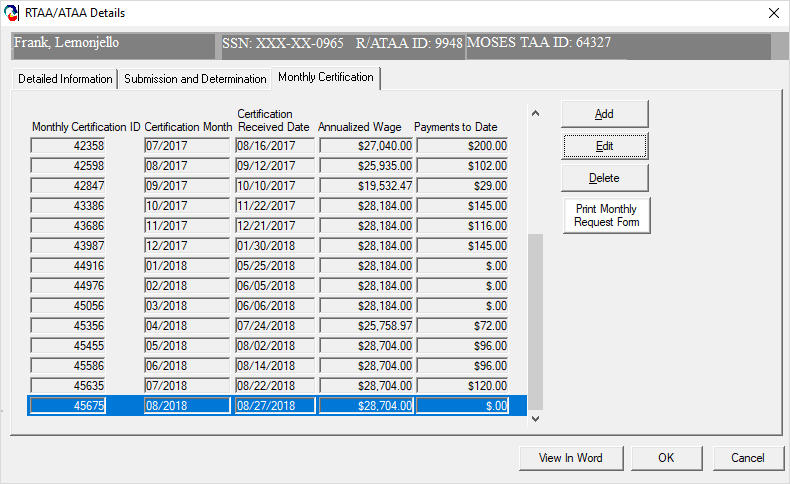 RTAA/ATAA Details
Frank, Lemonjello SSN: XXX-XX-0965 R/ATAA ID: 9948 MOSES TAA ID: 64327
Detailed Information Submission and Determination Monthly Certification
Monthly Certification ID Certification Month Certification Received Date Annualized Wage Payments to Date
42358 07/2017 08/16/2017 $27,040.00 $200.00
42598 08/2017 09/12/2017 $25,935.00 $102.00
42847 09/2017 10/10/2017 $19,532.47 $29.00
43386 10/2017 11/22/2017 $28,184.00 $145.00
43686 11/2017 12/21/2017 $28,184.00 $116.00
43987 12/2017 01/30/2018 $28,184.00 $145.00
44916 01/2018 05/25/2018 $28,184.00 $.00
44976 02/2018 06/05/2018 $28,184.00 $.00
45056 03/2018 06/06/2018 $28,184.00 $.00
45356 04/2018 07/24/2018 $25,758.97 $72.00
45455 05/2018 08/02/2018 $28,704.00 $96.00
45586 06/2018 08/14/2018 $28,704.00 $96.00
45635 07/2018 08/22/2018 $28,704.00 $120.00
45675 08/2018 08/27/2018 $28,704.00 $.00
Add
Edit
Delete
Print Monthly
Request Form
View In Word OK Cancel